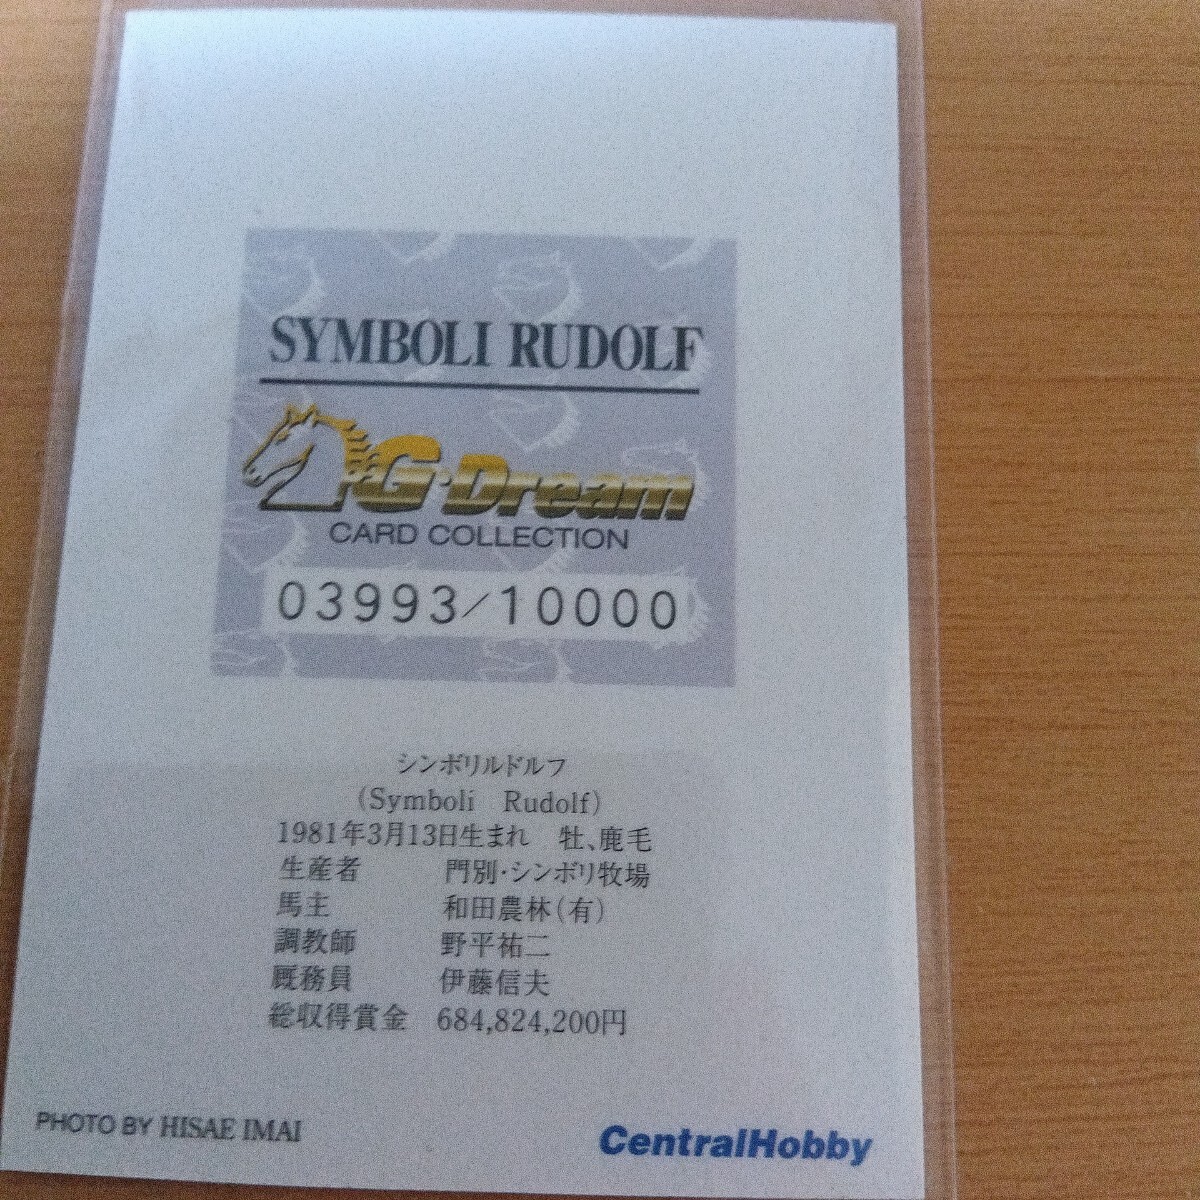 SYMBOLI RUDOLF
G・Dream
CARD COLLECTION
03993/10000
シンボリルドルフ
(Symboli Rudolf)
1981年3月13日生まれ 牡、鹿毛
生産者 門別・シンボリ牧場
馬主 和田農林(有)
調教師 野平祐二
厩務員 伊藤信夫
総収得賞金 684,824,200円
PHOTO BY HISAE IMAI
CentralHobby